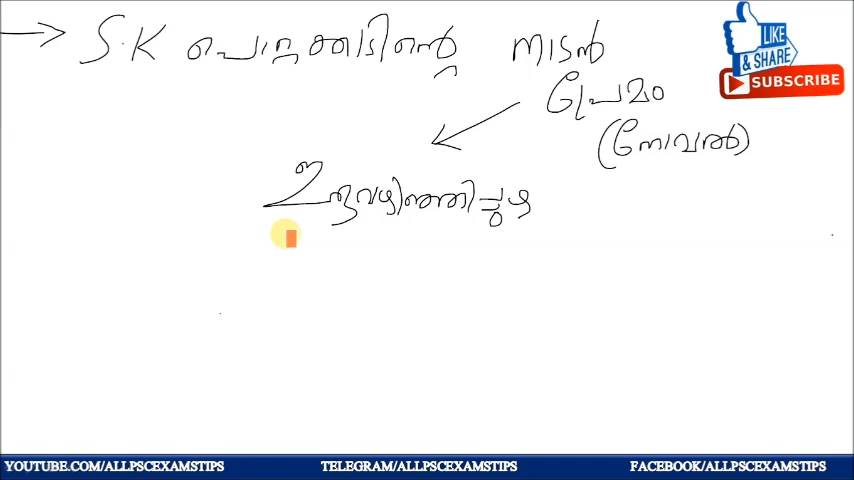 → S.K പൊറ്റക്കാടിന്റെ നാടൻ
പ്രേമം
(നോവൽ)
ഇരുവഴിഞ്ഞിപ്പുഴ
LIKE
& SHARE
SUBSCRIBE
YOUTUBE.COM/ALLPSCEXAMSTIPS TELEGRAM/ALLPSCEXAMSTIPS FACEBOOK/ALLPSCEXAMSTIPS